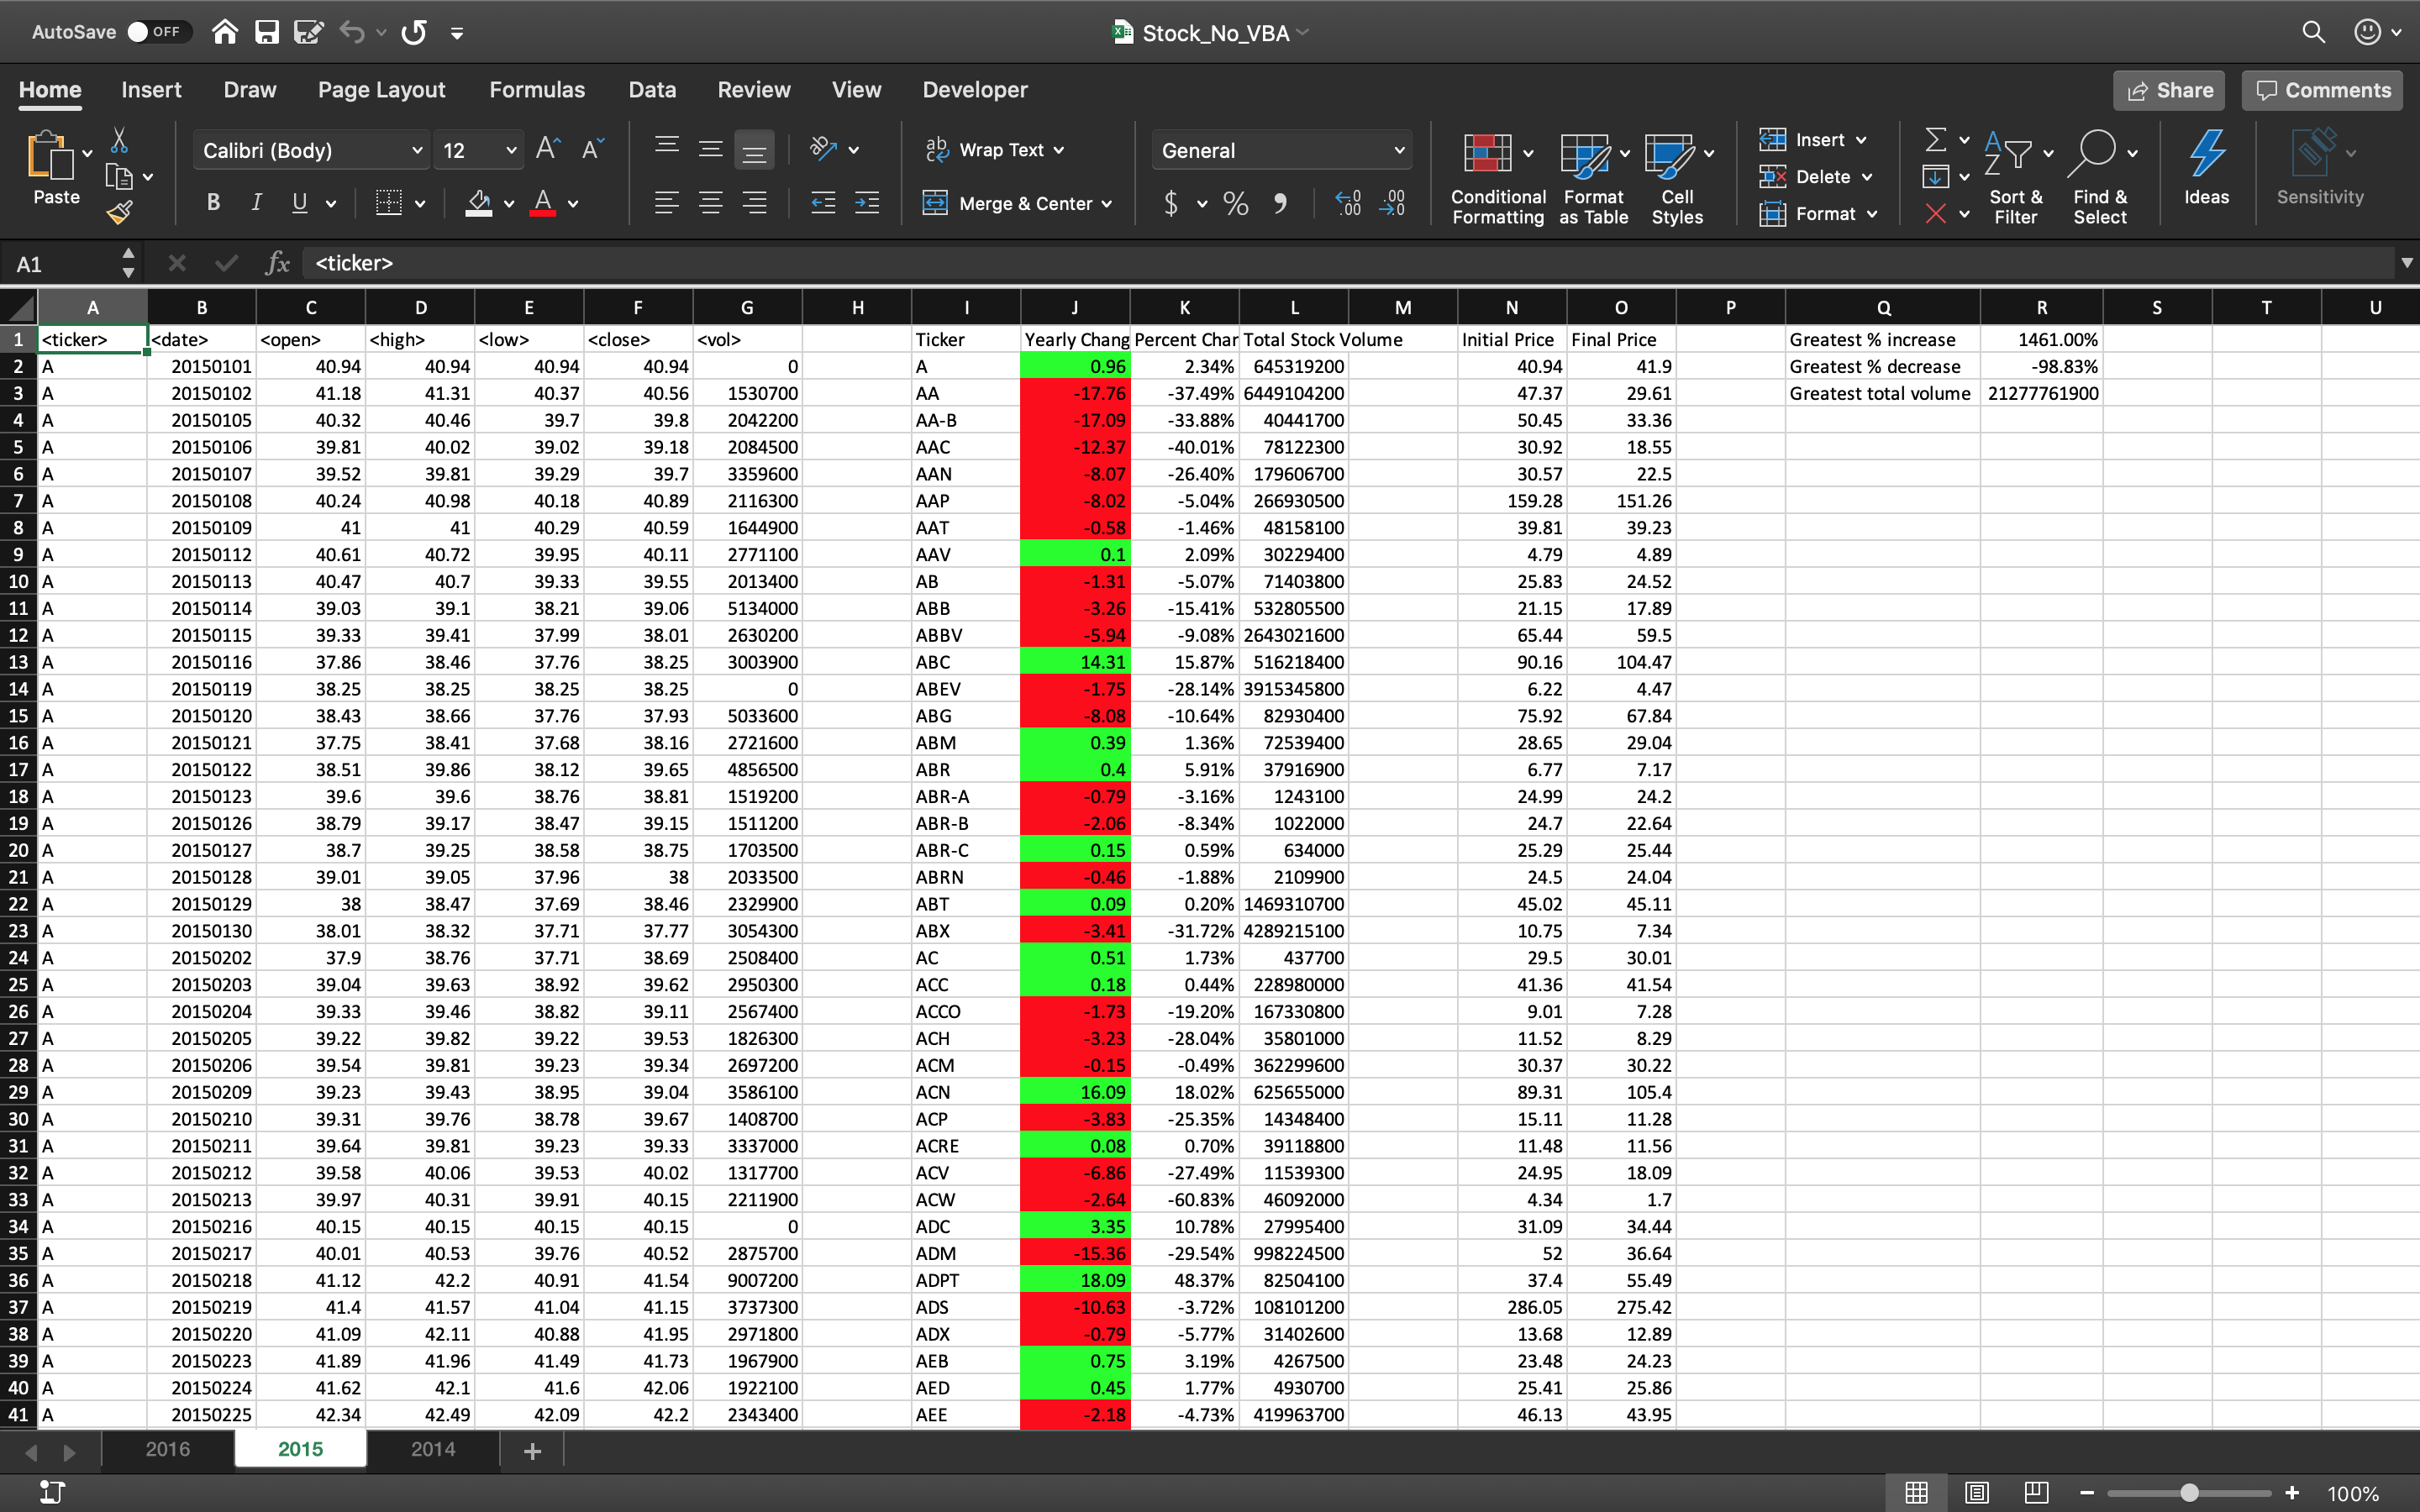 AutoSave OFF Stock_No_VBA
Home Insert Draw Page Layout Formulas Data Review View Developer Share Comments
Paste Calibri (Body) 12 A A B I U A ab Wrap Text Merge & Center General $ % Conditional Formatting Format as Table Cell Styles Insert Delete Format Sort & Filter Find & Select Ideas Sensitivity
A1 fx <ticker>
A B C D E F G H I J K L M N O P Q R S T U
1 <ticker> <date> <open> <high> <low> <close> <vol> Ticker Yearly Chang Percent Char Total Stock Volume Initial Price Final Price Greatest % increase 1461.00%
2 A 20150101 40.94 40.94 40.94 40.94 0 A 0.96 2.34% 645319200 40.94 41.9 Greatest % decrease -98.83%
3 A 20150102 41.18 41.31 40.37 40.56 1530700 AA -17.76 -37.49% 6449104200 47.37 29.61 Greatest total volume 21277761900
4 A 20150105 40.32 40.46 39.7 39.8 2042200 AA-B -17.09 -33.88% 40441700 50.45 33.36
5 A 20150106 39.81 40.02 39.02 39.18 2084500 AAC -12.37 -40.01% 78122300 30.92 18.55
6 A 20150107 39.52 39.81 39.29 39.7 3359600 AAN -8.07 -26.40% 179606700 30.57 22.5
7 A 20150108 40.24 40.98 40.18 40.89 2116300 AAP -8.02 -5.04% 266930500 159.28 151.26
8 A 20150109 41 41 40.29 40.59 1644900 AAT -0.58 -1.46% 48158100 39.81 39.23
9 A 20150112 40.61 40.72 39.95 40.11 2771100 AAV 0.1 2.09% 30229400 4.79 4.89
10 A 20150113 40.47 40.7 39.33 39.55 2013400 AB -1.31 -5.07% 71403800 25.83 24.52
11 A 20150114 39.03 39.1 38.21 39.06 5134000 ABB -3.26 -15.41% 532805500 21.15 17.89
12 A 20150115 39.33 39.41 37.99 38.01 2630200 ABBV -5.94 -9.08% 2643021600 65.44 59.5
13 A 20150116 37.86 38.46 37.76 38.25 3003900 ABC 14.31 15.87% 516218400 90.16 104.47
14 A 20150119 38.25 38.25 38.25 38.25 0 ABEV -1.75 -28.14% 3915345800 6.22 4.47
15 A 20150120 38.43 38.66 37.76 37.93 5033600 ABG -8.08 -10.64% 82930400 75.92 67.84
16 A 20150121 37.75 38.41 37.68 38.16 2721600 ABM 0.39 1.36% 72539400 28.65 29.04
17 A 20150122 38.51 39.86 38.12 39.65 4856500 ABR 0.4 5.91% 37916900 6.77 7.17
18 A 20150123 39.6 39.6 38.76 38.81 1519200 ABR-A -0.79 -3.16% 1243100 24.99 24.2
19 A 20150126 38.79 39.17 38.47 39.15 1511200 ABR-B -2.06 -8.34% 1022000 24.7 22.64
20 A 20150127 38.7 39.25 38.58 38.75 1703500 ABR-C 0.15 0.59% 634000 25.29 25.44
21 A 20150128 39.01 39.05 37.96 38 2033500 ABRN -0.46 -1.88% 2109900 24.5 24.04
22 A 20150129 38 38.47 37.69 38.46 2329900 ABT 0.09 0.20% 1469310700 45.02 45.11
23 A 20150130 38.01 38.32 37.71 37.77 3054300 ABX -3.41 -31.72% 4289215100 10.75 7.34
24 A 20150202 37.9 38.76 37.71 38.69 2508400 AC 0.51 1.73% 437700 29.5 30.01
25 A 20150203 39.04 39.63 38.92 39.62 2950300 ACC 0.18 0.44% 228980000 41.36 41.54
26 A 20150204 39.33 39.46 38.82 39.11 2567400 ACCO -1.73 -19.20% 167330800 9.01 7.28
27 A 20150205 39.22 39.82 39.22 39.53 1826300 ACH -3.23 -28.04% 35801000 11.52 8.29
28 A 20150206 39.54 39.81 39.23 39.34 2697200 ACM -0.15 -0.49% 362299600 30.37 30.22
29 A 20150209 39.23 39.43 38.95 39.04 3586100 ACN 16.09 18.02% 625655000 89.31 105.4
30 A 20150210 39.31 39.76 38.78 39.67 1408700 ACP -3.83 -25.35% 14348400 15.11 11.28
31 A 20150211 39.64 39.81 39.23 39.33 3337000 ACRE 0.08 0.70% 39118800 11.48 11.56
32 A 20150212 39.58 40.06 39.53 40.02 1317700 ACV -6.86 -27.49% 11539300 24.95 18.09
33 A 20150213 39.97 40.31 39.91 40.15 2211900 ACW -2.64 -60.83% 46092000 4.34 1.7
34 A 20150216 40.15 40.15 40.15 40.15 0 ADC 3.35 10.78% 27995400 31.09 34.44
35 A 20150217 40.01 40.53 39.76 40.52 2875700 ADM -15.36 -29.54% 998224500 52 36.64
36 A 20150218 41.12 42.2 40.91 41.54 9007200 ADPT 18.09 48.37% 82504100 37.4 55.49
37 A 20150219 41.4 41.57 41.04 41.15 3737300 ADS -10.63 -3.72% 108101200 286.05 275.42
38 A 20150220 41.09 42.11 40.88 41.95 2971800 ADX -0.79 -5.77% 31402600 13.68 12.89
39 A 20150223 41.89 41.96 41.49 41.73 1967900 AEB 0.75 3.19% 4267500 23.48 24.23
40 A 20150224 41.62 42.1 41.6 42.06 1922100 AED 0.45 1.77% 4930700 25.41 25.86
41 A 20150225 42.34 42.49 42.09 42.2 2343400 AEE -2.18 -4.73% 419963700 46.13 43.95
2016 2015 2014 +
100%